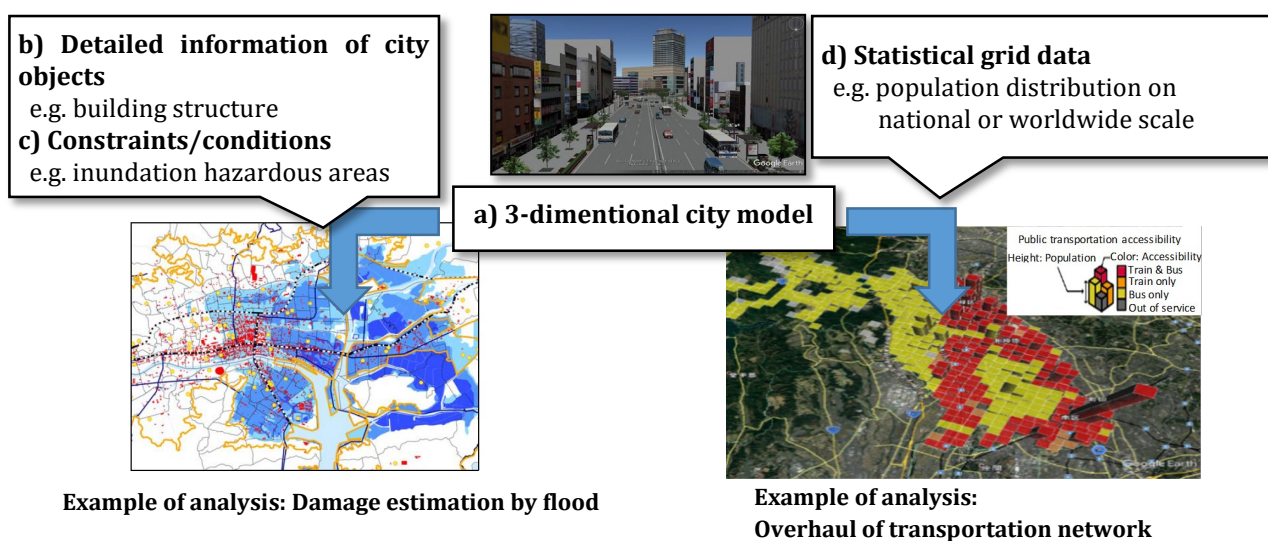 b) Detailed information of city
objects
e.g. building structure
c) Constraints/conditions
e.g. inundation hazardous areas
Google Earth
d) Statistical grid data
e.g. population distribution on
national or worldwide scale
a) 3-dimentional city model
Public transportation accessibility
Height: Population
Color: Accessibility
Train & Bus
Train only
Bus only
Out of service
Google Earth
Example of analysis: Damage estimation by flood
Example of analysis:
Overhaul of transportation network